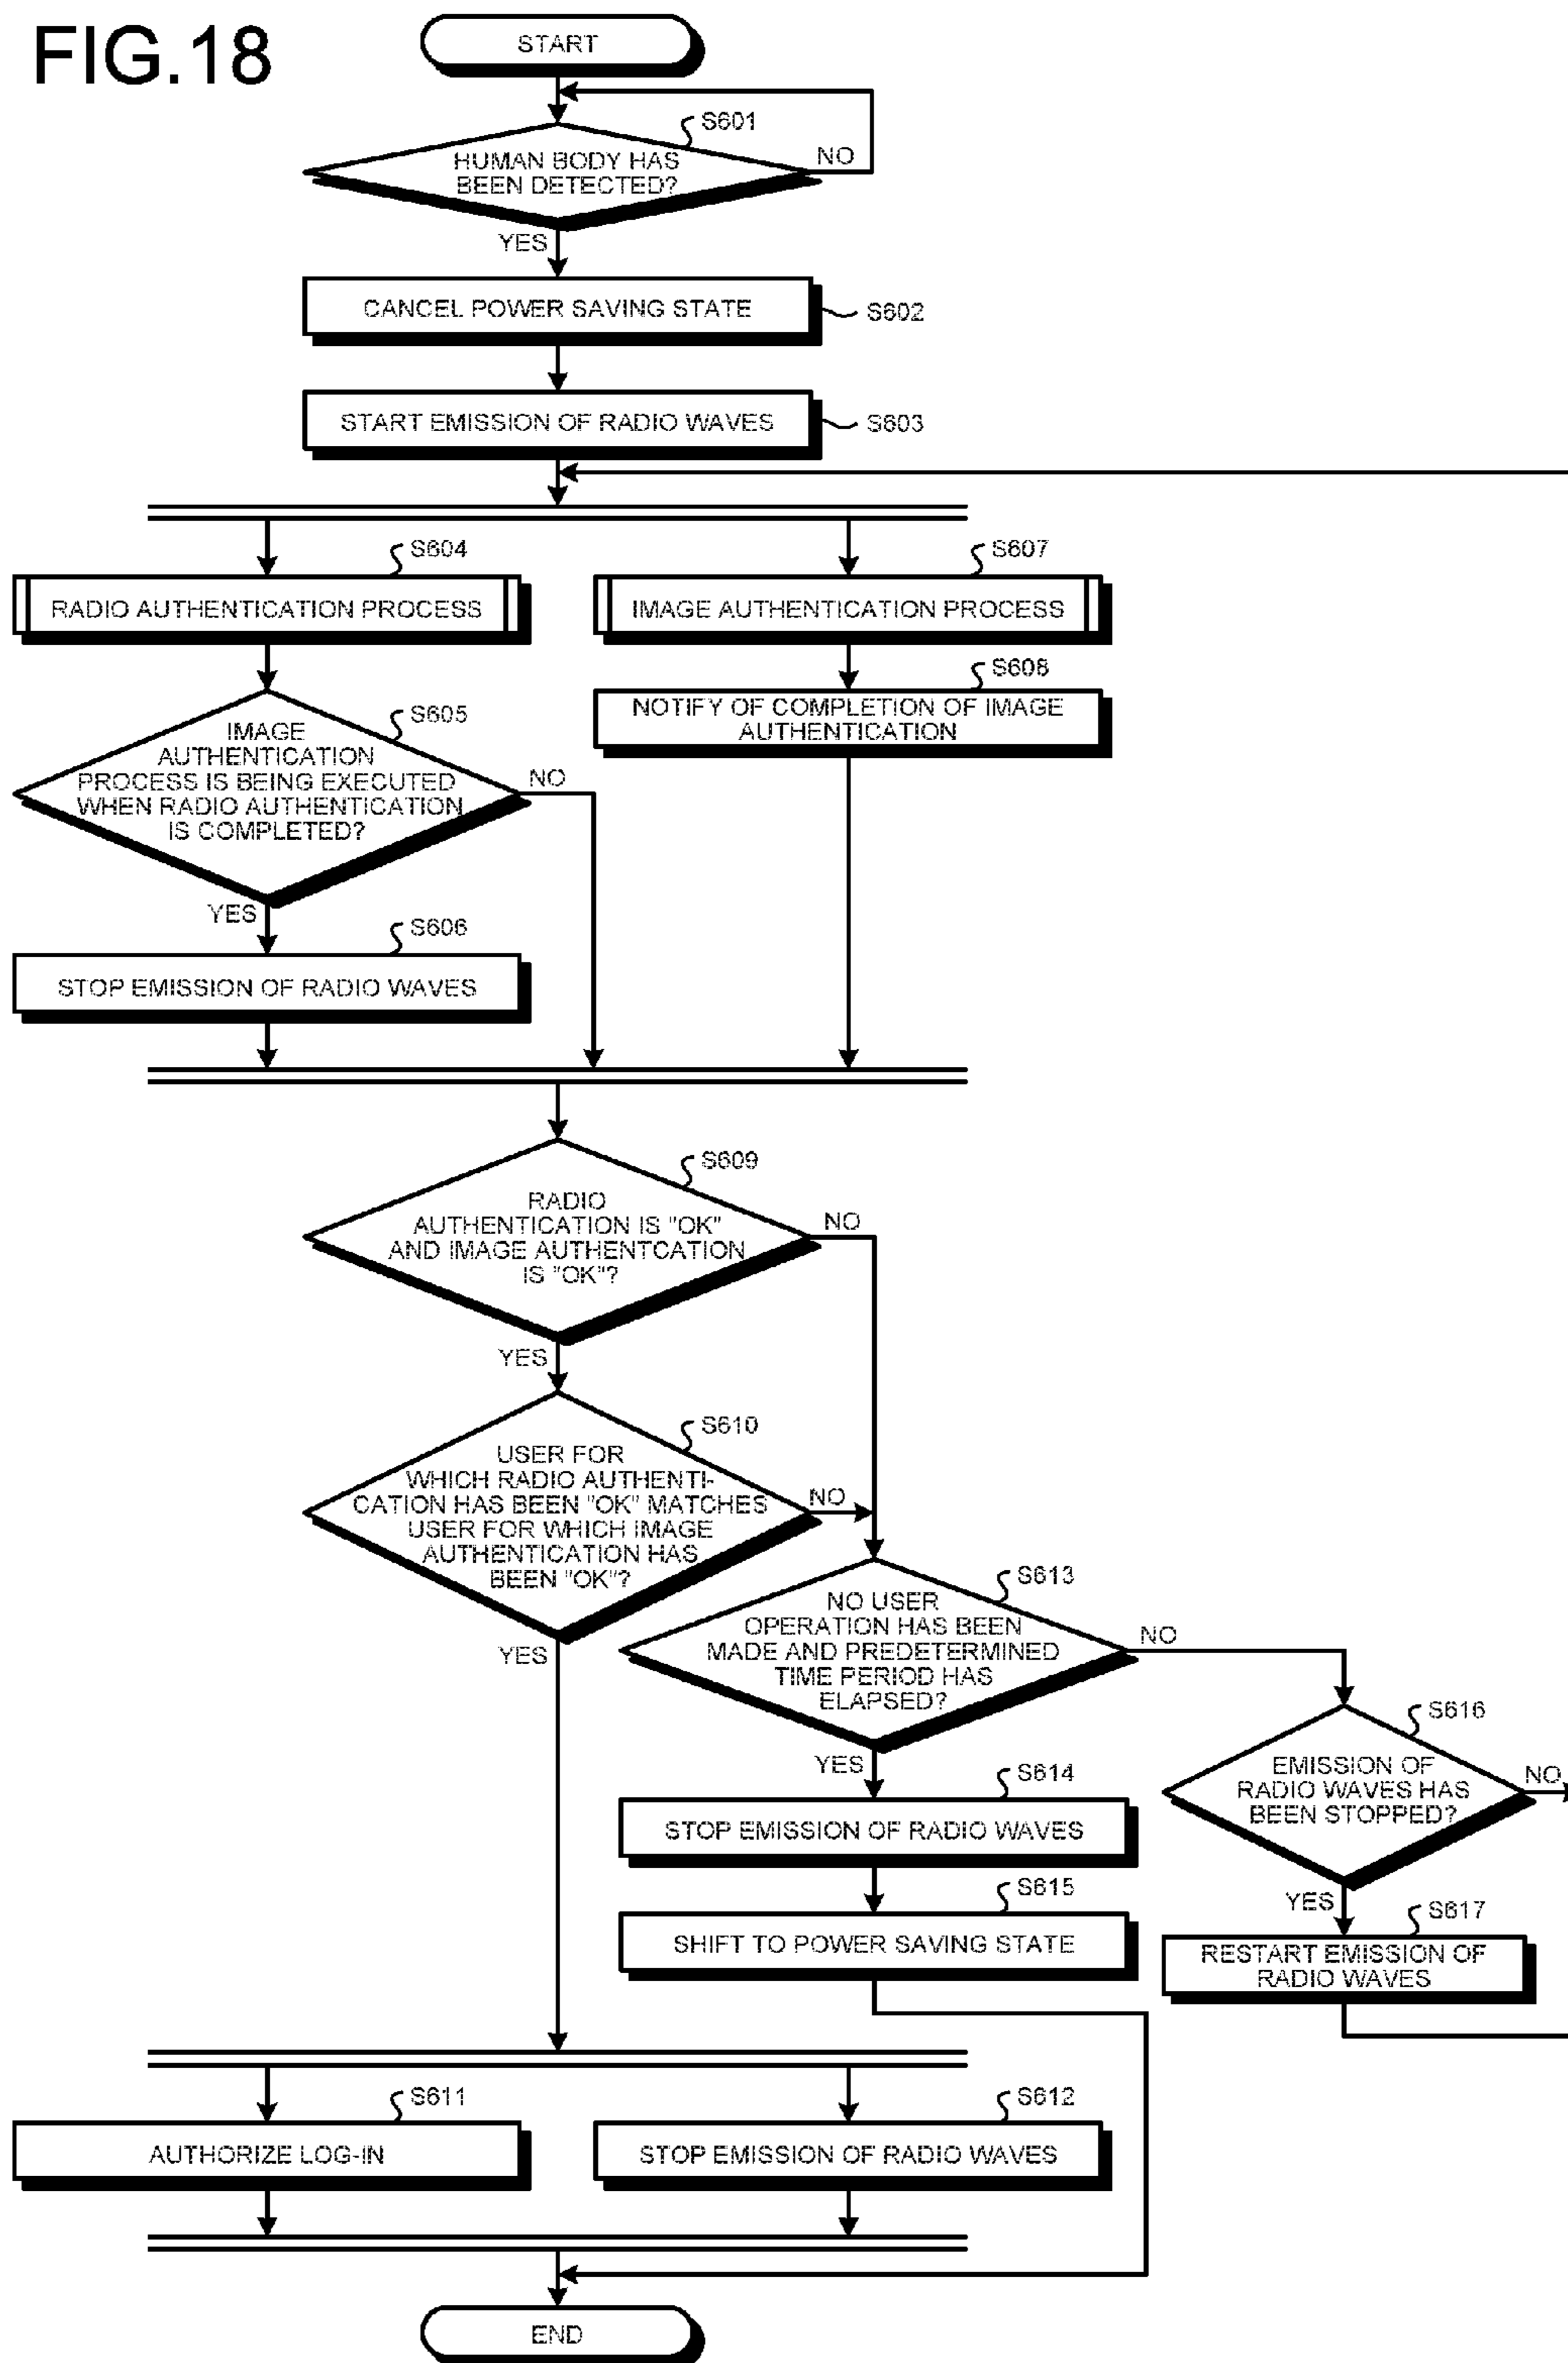 FIG.18
START
S601
HUMAN BODY HAS
BEEN DETECTED?
NO
YES
CANCEL POWER SAVING STATE
S602
START EMISSION OF RADIO WAVES
S603
S604
RADIO AUTHENTICATION PROCESS
S607
IMAGE AUTHENTICATION PROCESS
S605
IMAGE
AUTHENTICATION
PROCESS IS BEING EXECUTED
WHEN RADIO AUTHENTICATION
IS COMPLETED?
NO
YES
S608
NOTIFY OF COMPLETION OF IMAGE
AUTHENTICATION
S606
STOP EMISSION OF RADIO WAVES
S609
RADIO
AUTHENTICATION IS "OK"
AND IMAGE AUTHENTCATION
IS "OK"?
NO
YES
S610
USER FOR
WHICH RADIO AUTHENTI-
CATION HAS BEEN "OK" MATCHES
USER FOR WHICH IMAGE
AUTHENTICATION HAS
BEEN "OK"?
NO
YES
S613
NO USER
OPERATION HAS BEEN
MADE AND PREDETERMINED
TIME PERIOD HAS
ELAPSED?
NO
YES
S616
EMISSION OF
RADIO WAVES HAS
BEEN STOPPED?
NO
YES
S614
STOP EMISSION OF RADIO WAVES
S615
SHIFT TO POWER SAVING STATE
S617
RESTART EMISSION OF
RADIO WAVES
S611
AUTHORIZE LOG-IN
S612
STOP EMISSION OF RADIO WAVES
END